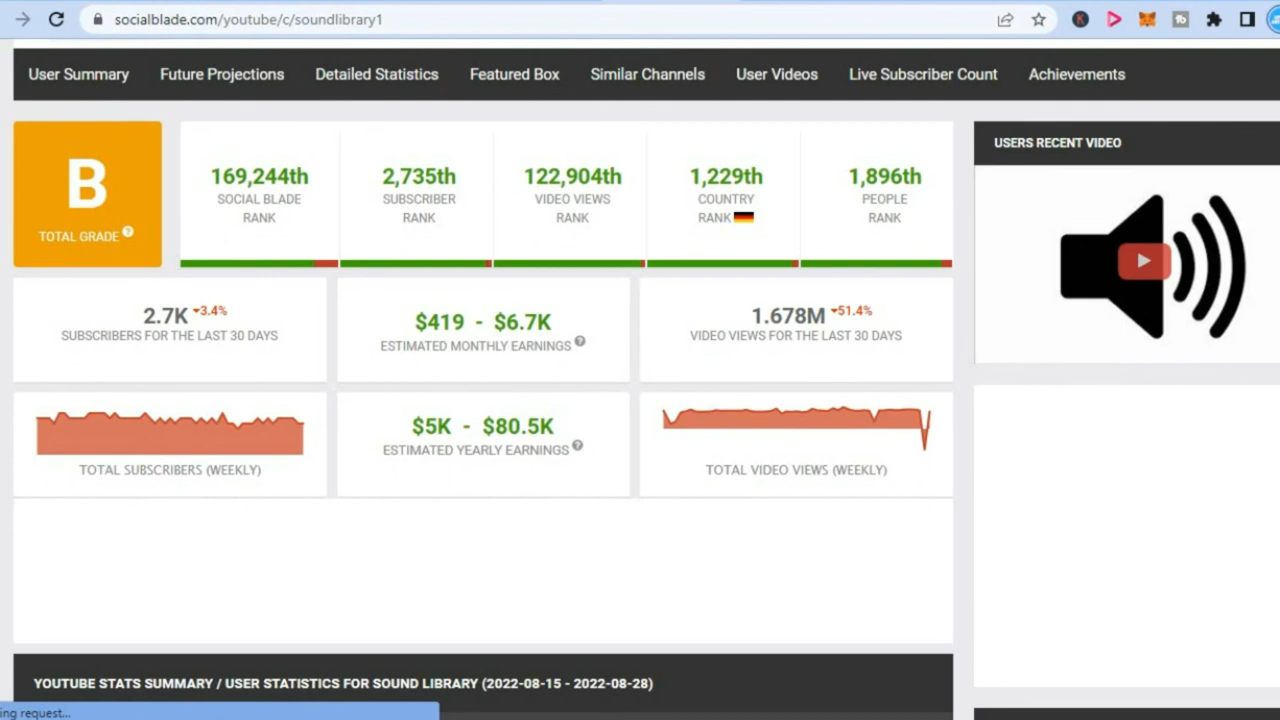 socialblade.com/youtube/c/soundlibrary1
User Summary Future Projections Detailed Statistics Featured Box Similar Channels User Videos Live Subscriber Count Achievements
B
TOTAL GRADE ?
169,244th
SOCIAL BLADE
RANK
2,735th
SUBSCRIBER
RANK
122,904th
VIDEO VIEWS
RANK
1,229th
COUNTRY
RANK
1,896th
PEOPLE
RANK
USERS RECENT VIDEO
2.7K 3.4%
SUBSCRIBERS FOR THE LAST 30 DAYS
$419 - $6.7K
ESTIMATED MONTHLY EARNINGS ?
1.678M 51.4%
VIDEO VIEWS FOR THE LAST 30 DAYS
TOTAL SUBSCRIBERS (WEEKLY)
$5K - $80.5K
ESTIMATED YEARLY EARNINGS ?
TOTAL VIDEO VIEWS (WEEKLY)
YOUTUBE STATS SUMMARY / USER STATISTICS FOR SOUND LIBRARY (2022-08-15 - 2022-08-28)
ing request...